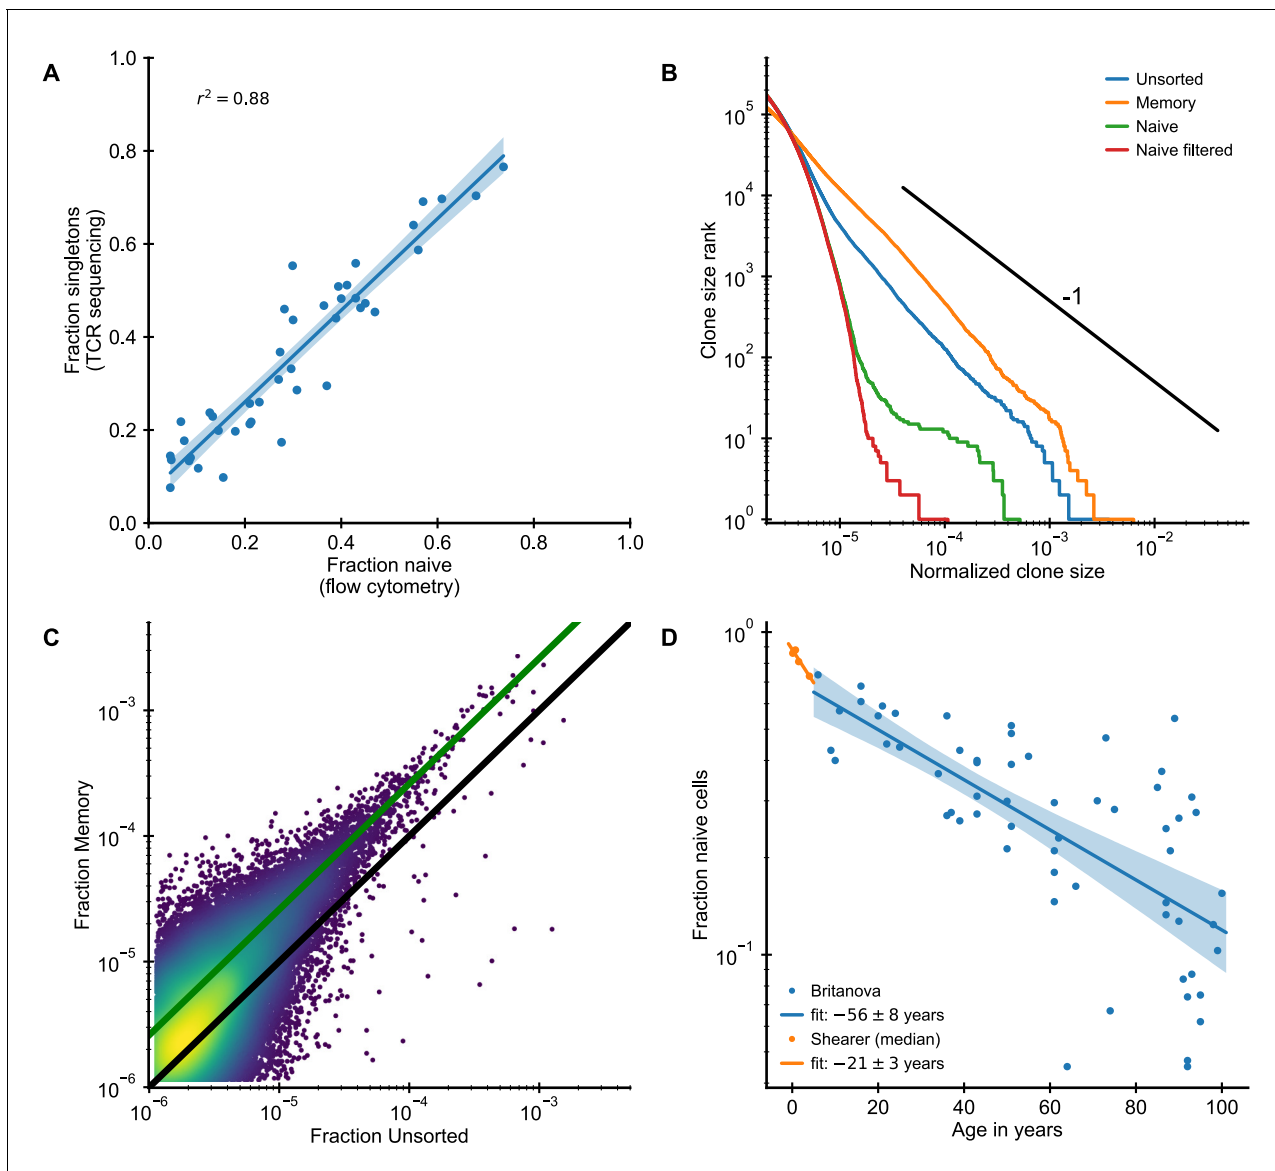 A
r² = 0.88
Fraction singletons
(TCR sequencing)
1.0
0.8
0.6
0.4
0.2
0.0
0.0 0.2 0.4 0.6 0.8 1.0
Fraction naive
(flow cytometry)
B
Unsorted
Memory
Naive
Naive filtered
-1
Clone size rank
10⁵
10⁴
10³
10²
10¹
10⁰
10⁻⁵ 10⁻⁴ 10⁻³ 10⁻²
Normalized clone size
C
Fraction Memory
10⁻³
10⁻⁴
10⁻⁵
10⁻⁶
10⁻⁶ 10⁻⁵ 10⁻⁴ 10⁻³
Fraction Unsorted
D
Fraction naive cells
10⁰
10⁻¹
Britanova
fit: −56 ± 8 years
Shearer (median)
fit: −21 ± 3 years
0 20 40 60 80 100
Age in years